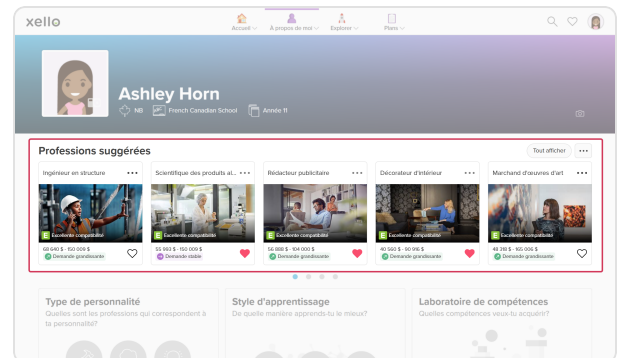 xello
Accueil
À propos de moi
Explorer
Plans
Ashley Horn
NB
French Canadian School
Année 11
Professions suggérées
Tout afficher
Ingénieur en structure
Scientifique des produits al...
Rédacteur publicitaire
Décorateur d'intérieur
Marchand d'œuvres d'art
E Excellente compatibilité
E Excellente compatibilité
E Excellente compatibilité
E Excellente compatibilité
E Excellente compatibilité
68 640 $ - 150 000 $
55 980 $ - 150 000 $
56 888 $ - 104 000 $
40 560 $ - 90 916 $
48 318 $ - 165 006 $
Demande grandissante
Demande stable
Demande grandissante
Demande grandissante
Demande grandissante
Type de personnalité
Quelles sont les professions qui correspondent à
ta personnalité?
Style d'apprentissage
De quelle manière apprends-tu le mieux?
Laboratoire de compétences
Quelles compétences veux-tu acquérir?